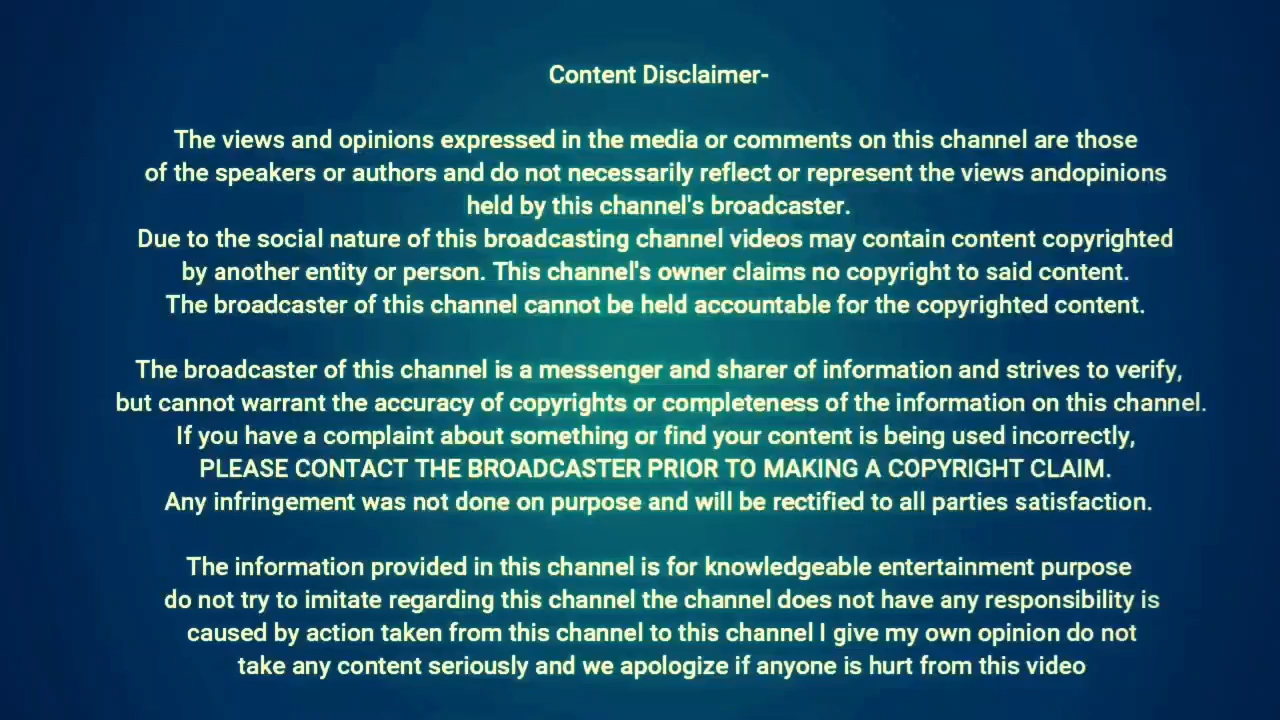 Content Disclaimer-
The views and opinions expressed in the media or comments on this channel are those
of the speakers or authors and do not necessarily reflect or represent the views andopinions
held by this channel's broadcaster.
Due to the social nature of this broadcasting channel videos may contain content copyrighted
by another entity or person. This channel's owner claims no copyright to said content.
The broadcaster of this channel cannot be held accountable for the copyrighted content.
The broadcaster of this channel is a messenger and sharer of information and strives to verify,
but cannot warrant the accuracy of copyrights or completeness of the information on this channel.
If you have a complaint about something or find your content is being used incorrectly,
PLEASE CONTACT THE BROADCASTER PRIOR TO MAKING A COPYRIGHT CLAIM.
Any infringement was not done on purpose and will be rectified to all parties satisfaction.
The information provided in this channel is for knowledgeable entertainment purpose
do not try to imitate regarding this channel the channel does not have any responsibility is
caused by action taken from this channel to this channel I give my own opinion do not
take any content seriously and we apologize if anyone is hurt from this video